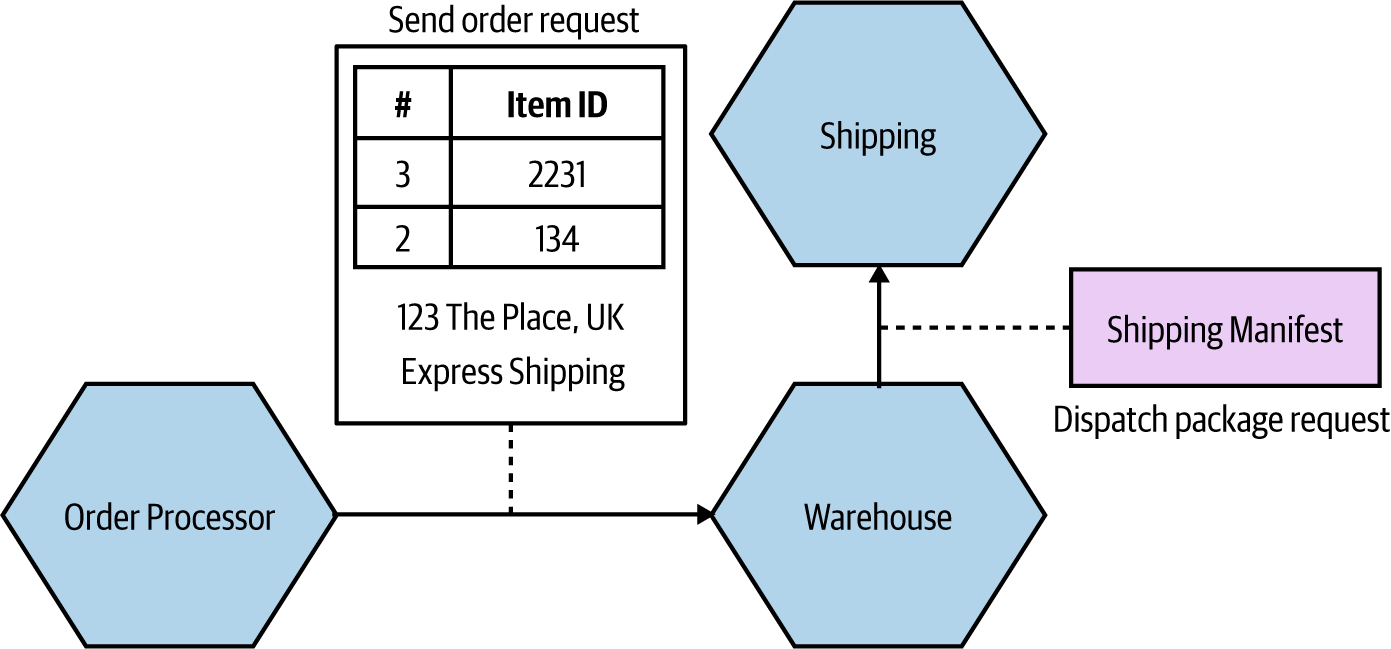 Send order request
# Item ID
3 2231
2 134
123 The Place, UK
Express Shipping
Shipping
Shipping Manifest
Dispatch package request
Order Processor
Warehouse